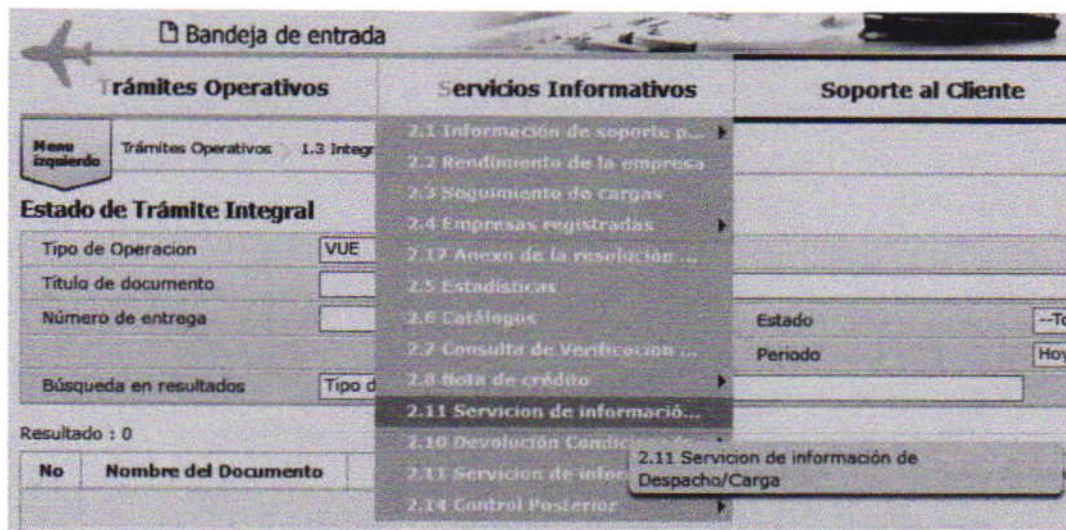 Bandeja de entrada
Trámites Operativos
Servicios Informativos
Soporte al Cliente
Menu izquierdo
Trámites Operativos
1.3 Integr
2.1 Información de soporte p...
2.2 Rendimiento de la empresa
2.3 Seguimiento de cargas
2.4 Empresas registradas
2.17 Anexo de la resolución ...
2.5 Estadísticas
2.6 Catálogos
2.7 Consulta de Verificación ...
2.8 Nota de crédito
2.11 Servicion de informació...
2.10 Devolución
2.11 Servicion de infor
2.14 Control Posterior
2.11 Servicion de información de
Despacho/Carga
Estado de Trámite Integral
Tipo de Operacion
VUE
Titulo de documento
Número de entrega
Estado
--To
Periodo
Hoy
Búsqueda en resultados
Tipo d
Resultado : 0
No
Nombre del Documento